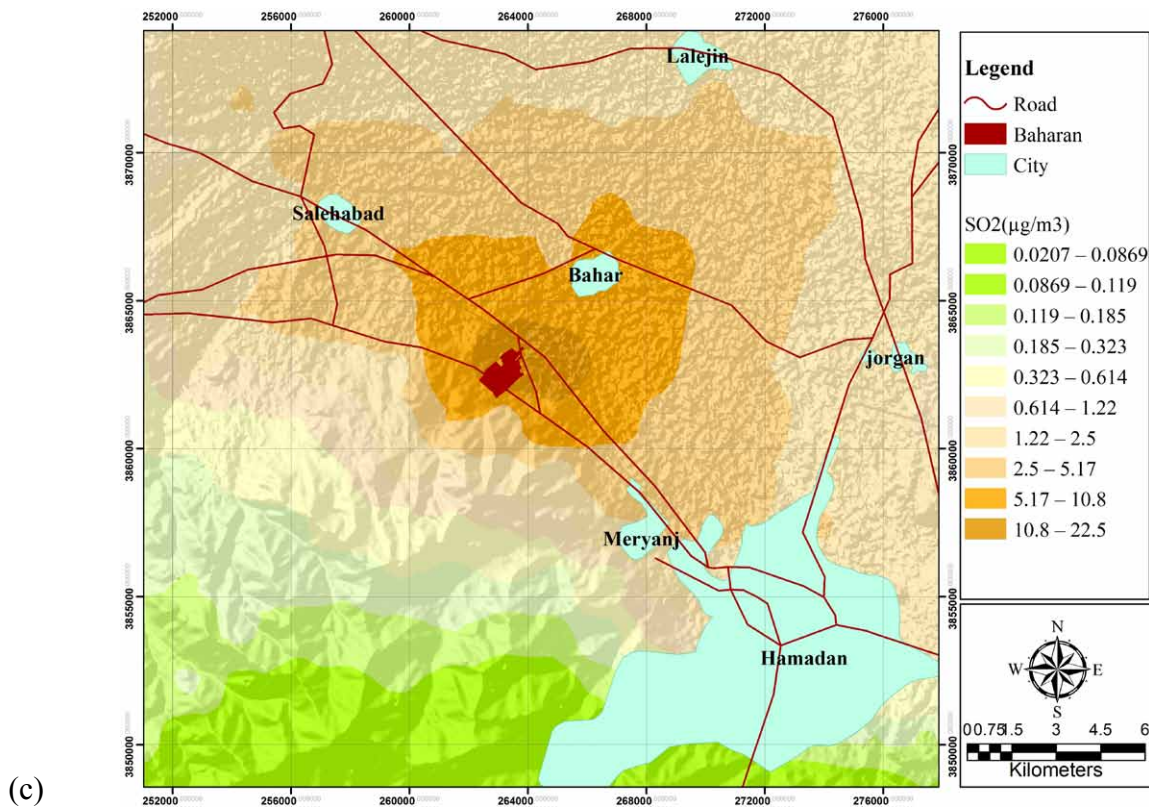 252000 256000 260000 264000 268000 272000 276000
Lalejin
3870000 3870000
Salehabad
Bahar
3865000 3865000
jorgan
3860000 3860000
Meryanj
3855000 3855000
Hamadan
3850000 3850000
252000 256000 260000 264000 268000 272000 276000
(c)
Legend
Road
Baharan
City
SO2(µg/m3)
0.0207 – 0.0869
0.0869 – 0.119
0.119 – 0.185
0.185 – 0.323
0.323 – 0.614
0.614 – 1.22
1.22 – 2.5
2.5 – 5.17
5.17 – 10.8
10.8 – 22.5
N
W E
S
0 0.75 1.5 3 4.5 6
Kilometers